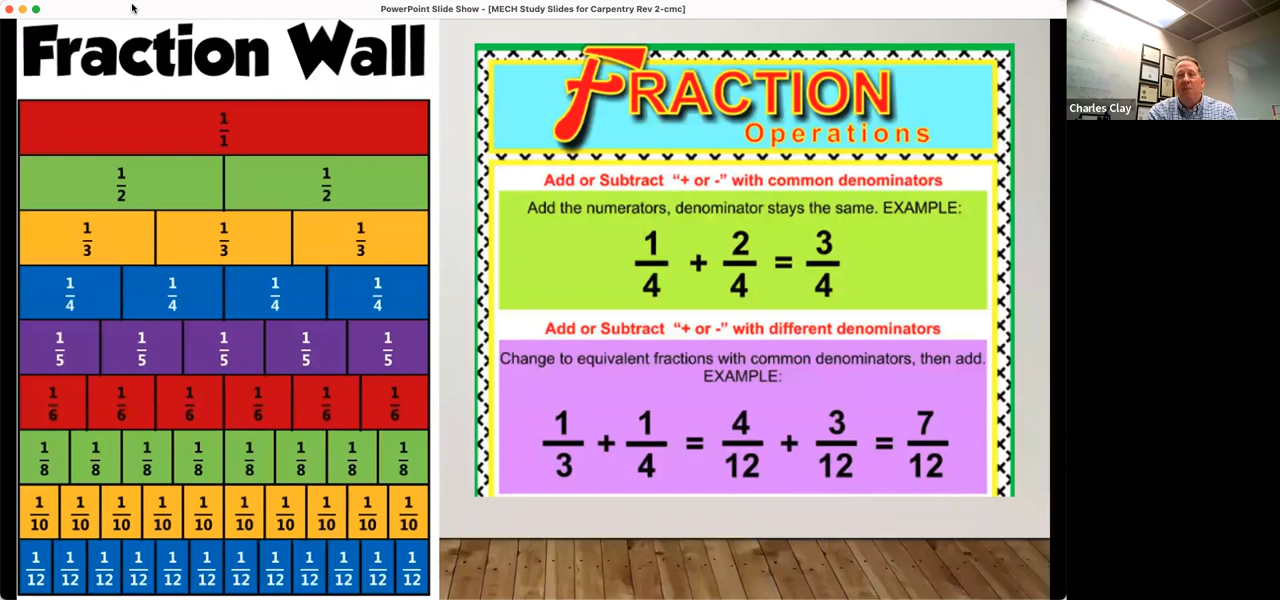 PowerPoint Slide Show - [MECH Study Slides for Carpentry Rev 2-cmc]
Charles Clay
Fraction Wall
1/1
1/2 1/2
1/3 1/3 1/3
1/4 1/4 1/4 1/4
1/5 1/5 1/5 1/5 1/5
1/6 1/6 1/6 1/6 1/6 1/6
1/8 1/8 1/8 1/8 1/8 1/8 1/8 1/8
1/10 1/10 1/10 1/10 1/10 1/10 1/10 1/10 1/10 1/10
1/12 1/12 1/12 1/12 1/12 1/12 1/12 1/12 1/12 1/12 1/12 1/12
FRACTION
Operations
Add or Subtract “+ or -” with common denominators
Add the numerators, denominator stays the same. EXAMPLE:
1/4 + 2/4 = 3/4
Add or Subtract “+ or -” with different denominators
Change to equivalent fractions with common denominators, then add.
EXAMPLE:
1/3 + 1/4 = 4/12 + 3/12 = 7/12